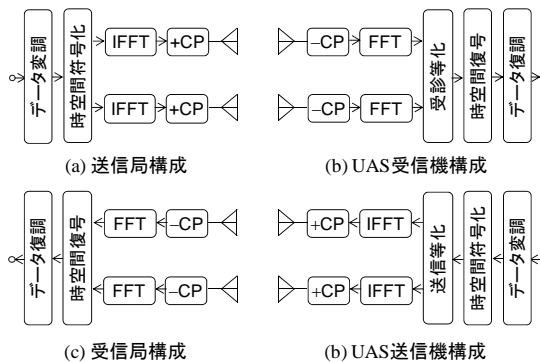 データ変調
時空間符号化
IFFT
+CP
IFFT
+CP
(a) 送信局構成
−CP
FFT
−CP
FFT
受診等化
時空間復号
データ復調
(b) UAS受信機構成
データ復調
時空間復号
FFT
−CP
FFT
−CP
(c) 受信局構成
+CP
IFFT
+CP
IFFT
送信等化
時空間符号化
データ変調
(b) UAS送信機構成